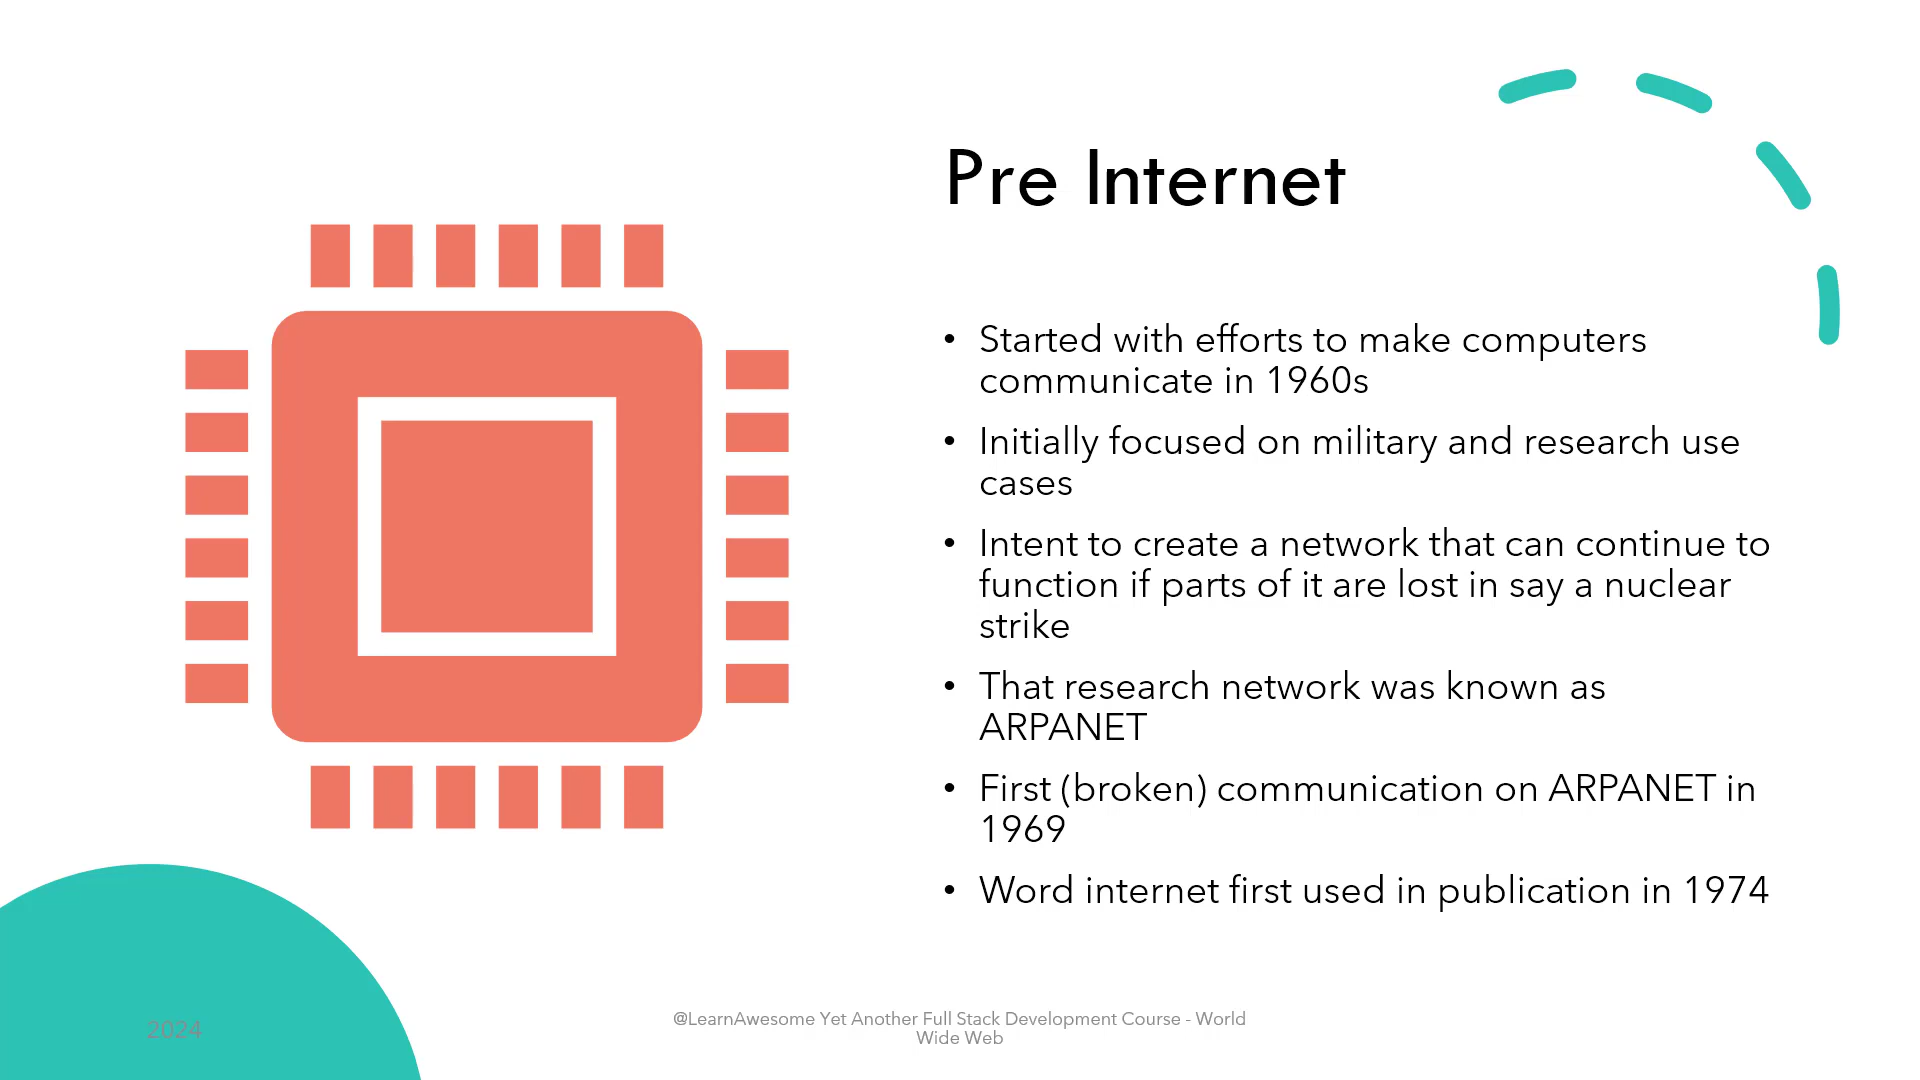 Pre Internet
• Started with efforts to make computers
communicate in 1960s
• Initially focused on military and research use
cases
• Intent to create a network that can continue to
function if parts of it are lost in say a nuclear
strike
• That research network was known as
ARPANET
• First (broken) communication on ARPANET in
1969
• Word internet first used in publication in 1974
2024
@LearnAwesome Yet Another Full Stack Development Course - World
Wide Web